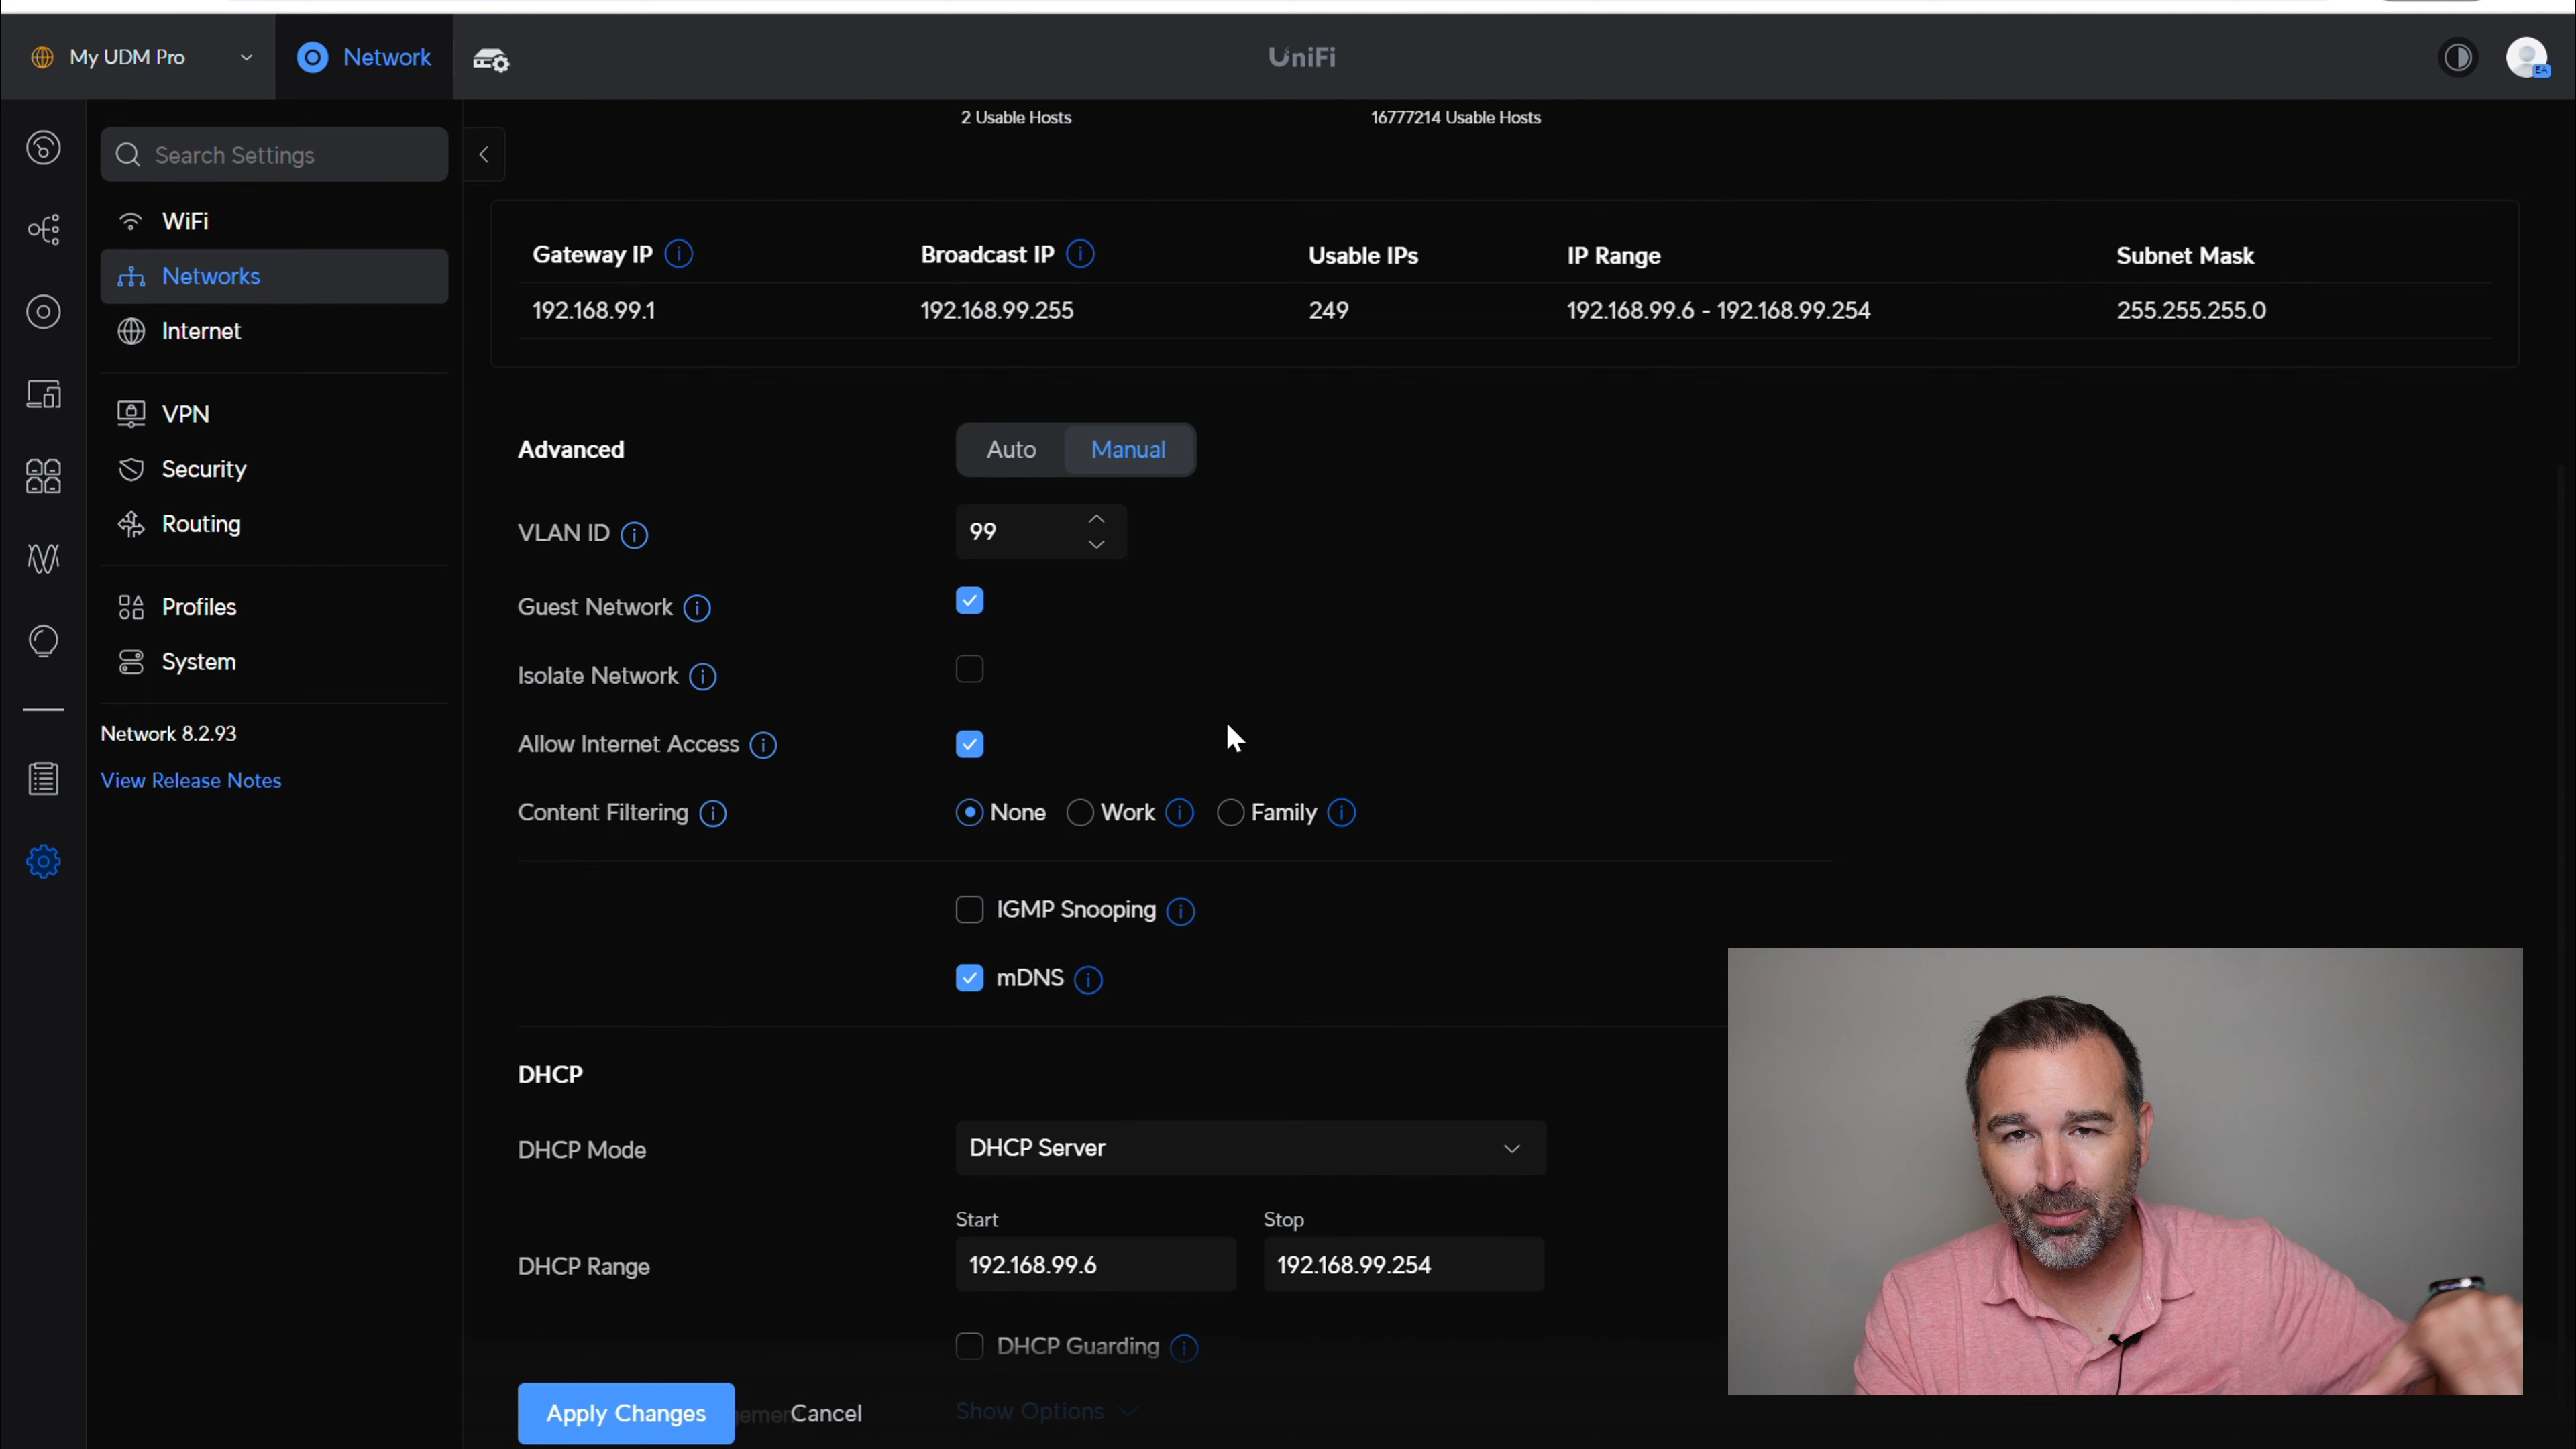 My UDM Pro
Network
UniFi
EA
Search Settings
WiFi
Networks
Internet
VPN
Security
Routing
Profiles
System
Network 8.2.93
View Release Notes
2 Usable Hosts 16777214 Usable Hosts
Gateway IP Broadcast IP Usable IPs IP Range Subnet Mask
192.168.99.1 192.168.99.255 249 192.168.99.6 - 192.168.99.254 255.255.255.0
Advanced Auto Manual
VLAN ID 99
Guest Network
Isolate Network
Allow Internet Access
Content Filtering None Work Family
IGMP Snooping
mDNS
DHCP
DHCP Mode DHCP Server
Start Stop
DHCP Range 192.168.99.6 192.168.99.254
DHCP Guarding
Show Options
Apply Changes Cancel